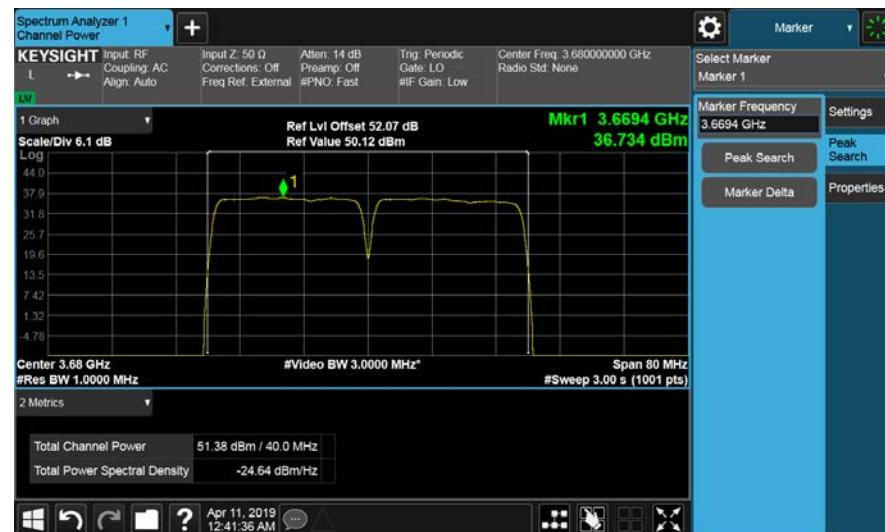 Spectrum Analyzer 1
Channel Power
Marker
KEYSIGHT
L
Input: RF
Coupling: AC
Align: Auto
Input Z: 50 Ω
Corrections: Off
Freq Ref: External
Atten: 14 dB
Preamp: Off
#PNO: Fast
Trig: Periodic
Gate: LO
#IF Gain: Low
Center Freq: 3.680000000 GHz
Radio Std: None
Select Marker
Marker 1
Marker Frequency
3.6694 GHz
Peak Search
Marker Delta
Settings
Peak
Search
Properties
1 Graph
Scale/Div 6.1 dB
Ref Lvl Offset 52.07 dB
Ref Value 50.12 dBm
Mkr1 3.6694 GHz
36.734 dBm
Log
44.0
37.9
31.8
25.7
19.6
13.5
7.42
1.32
-4.78
1
Center 3.68 GHz
#Res BW 1.0000 MHz
#Video BW 3.0000 MHz*
Span 80 MHz
#Sweep 3.00 s (1001 pts)
2 Metrics
Total Channel Power 51.38 dBm / 40.0 MHz
Total Power Spectral Density -24.64 dBm/Hz
?
Apr 11, 2019
12:41:36 AM